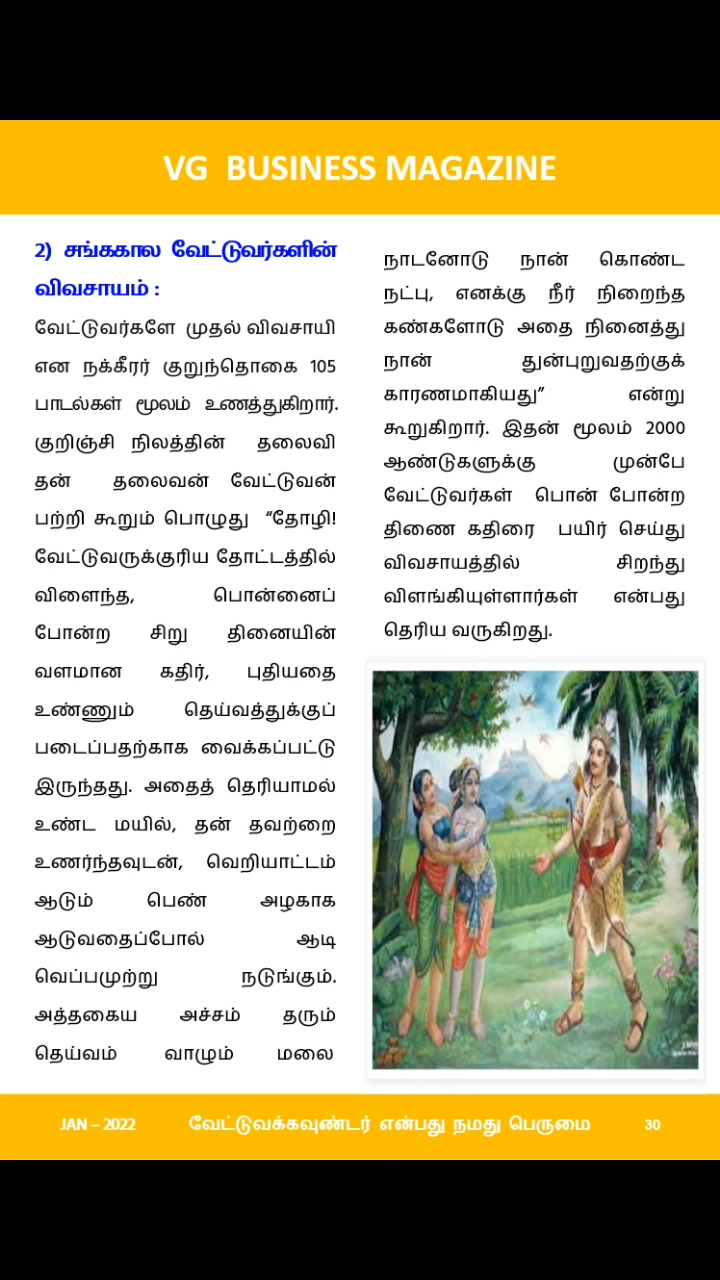 VG BUSINESS MAGAZINE
2) சங்ககால வேட்டுவர்களின்
விவசாயம் :
வேட்டுவர்களே முதல் விவசாயி
என நக்கீரர் குறுந்தொகை 105
பாடல்கள் மூலம் உணத்துகிறார்.
குறிஞ்சி நிலத்தின் தலைவி
தன் தலைவன் வேட்டுவன்
பற்றி கூறும் பொழுது “தோழி!
வேட்டுவருக்குரிய தோட்டத்தில்
விளைந்த, பொன்னைப்
போன்ற சிறு தினையின்
வளமான கதிர், புதியதை
உண்ணும் தெய்வத்துக்குப்
படைப்பதற்காக வைக்கப்பட்டு
இருந்தது. அதைத் தெரியாமல்
உண்ட மயில், தன் தவற்றை
உணர்ந்தவுடன், வெறியாட்டம்
ஆடும் பெண் அழகாக
ஆடுவதைப்போல் ஆடி
வெப்பமுற்று நடுங்கும்.
அத்தகைய அச்சம் தரும்
தெய்வம் வாழும் மலை
நாடனோடு நான் கொண்ட
நட்பு, எனக்கு நீர் நிறைந்த
கண்களோடு அதை நினைத்து
நான் துன்புறுவதற்குக்
காரணமாகியது” என்று
கூறுகிறார். இதன் மூலம் 2000
ஆண்டுகளுக்கு முன்பே
வேட்டுவர்கள் பொன் போன்ற
திணை கதிரை பயிர் செய்து
விவசாயத்தில் சிறந்து
விளங்கியுள்ளார்கள் என்பது
தெரிய வருகிறது.
JAN – 2022 வேட்டுவக்கவுண்டர் என்பது நமது பெருமை 30